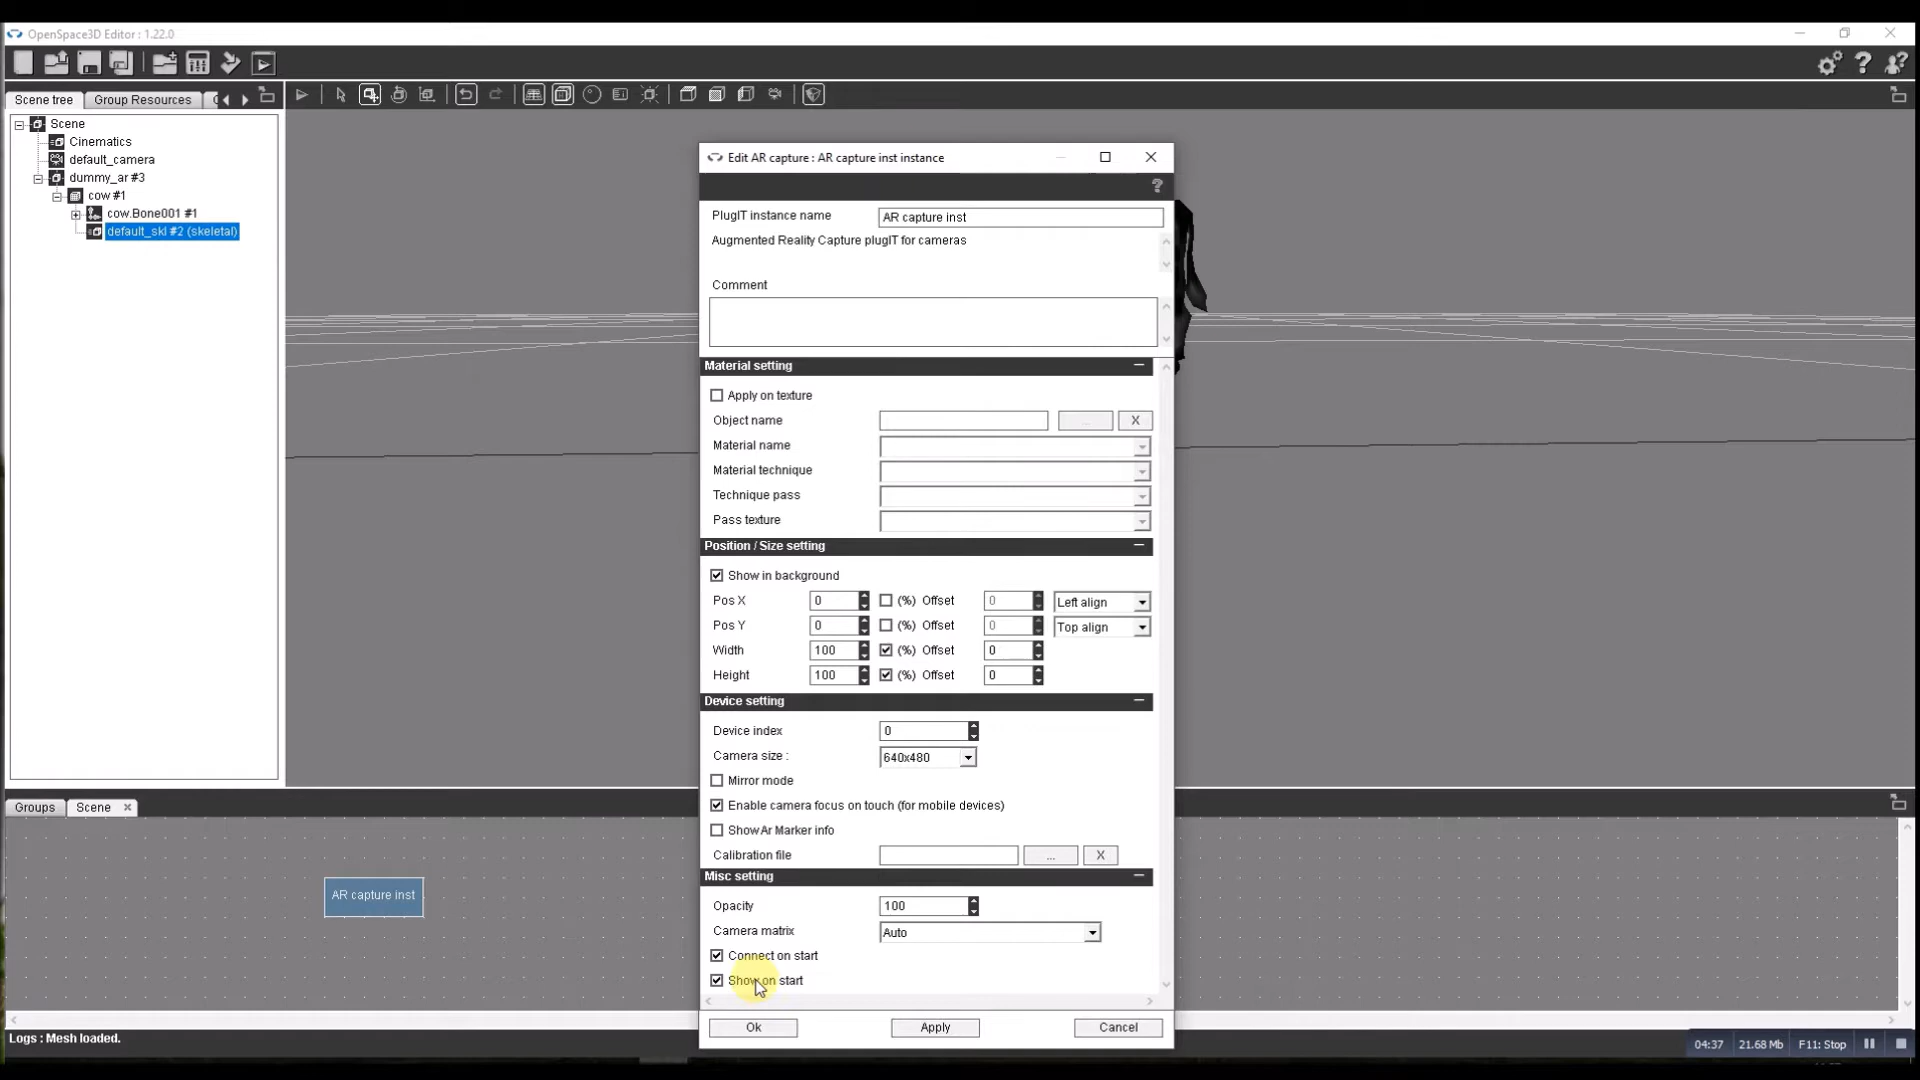 OpenSpace3D Editor : 1.22.0
Scene tree
Group Resources
Scene
Cinematics
default_camera
dummy_ar #3
cow #1
cow.Bone001 #1
default_skl #2 (skeletal)
Edit AR capture : AR capture inst instance
?
PlugIT instance name
AR capture inst
Augmented Reality Capture plugIT for cameras
Comment
Material setting
Apply on texture
Object name
...
X
Material name
Material technique
Technique pass
Pass texture
Position / Size setting
Show in background
Pos X 0 (%) Offset 0 Left align
Pos Y 0 (%) Offset 0 Top align
Width 100 (%) Offset 0
Height 100 (%) Offset 0
Device setting
Device index 0
Camera size : 640x480
Mirror mode
Enable camera focus on touch (for mobile devices)
Show Ar Marker info
Calibration file ... X
Misc setting
Opacity 100
Camera matrix Auto
Connect on start
Show on start
Ok Apply Cancel
Groups Scene
AR capture inst
Logs : Mesh loaded.
04:37 21.68 Mb F11: Stop